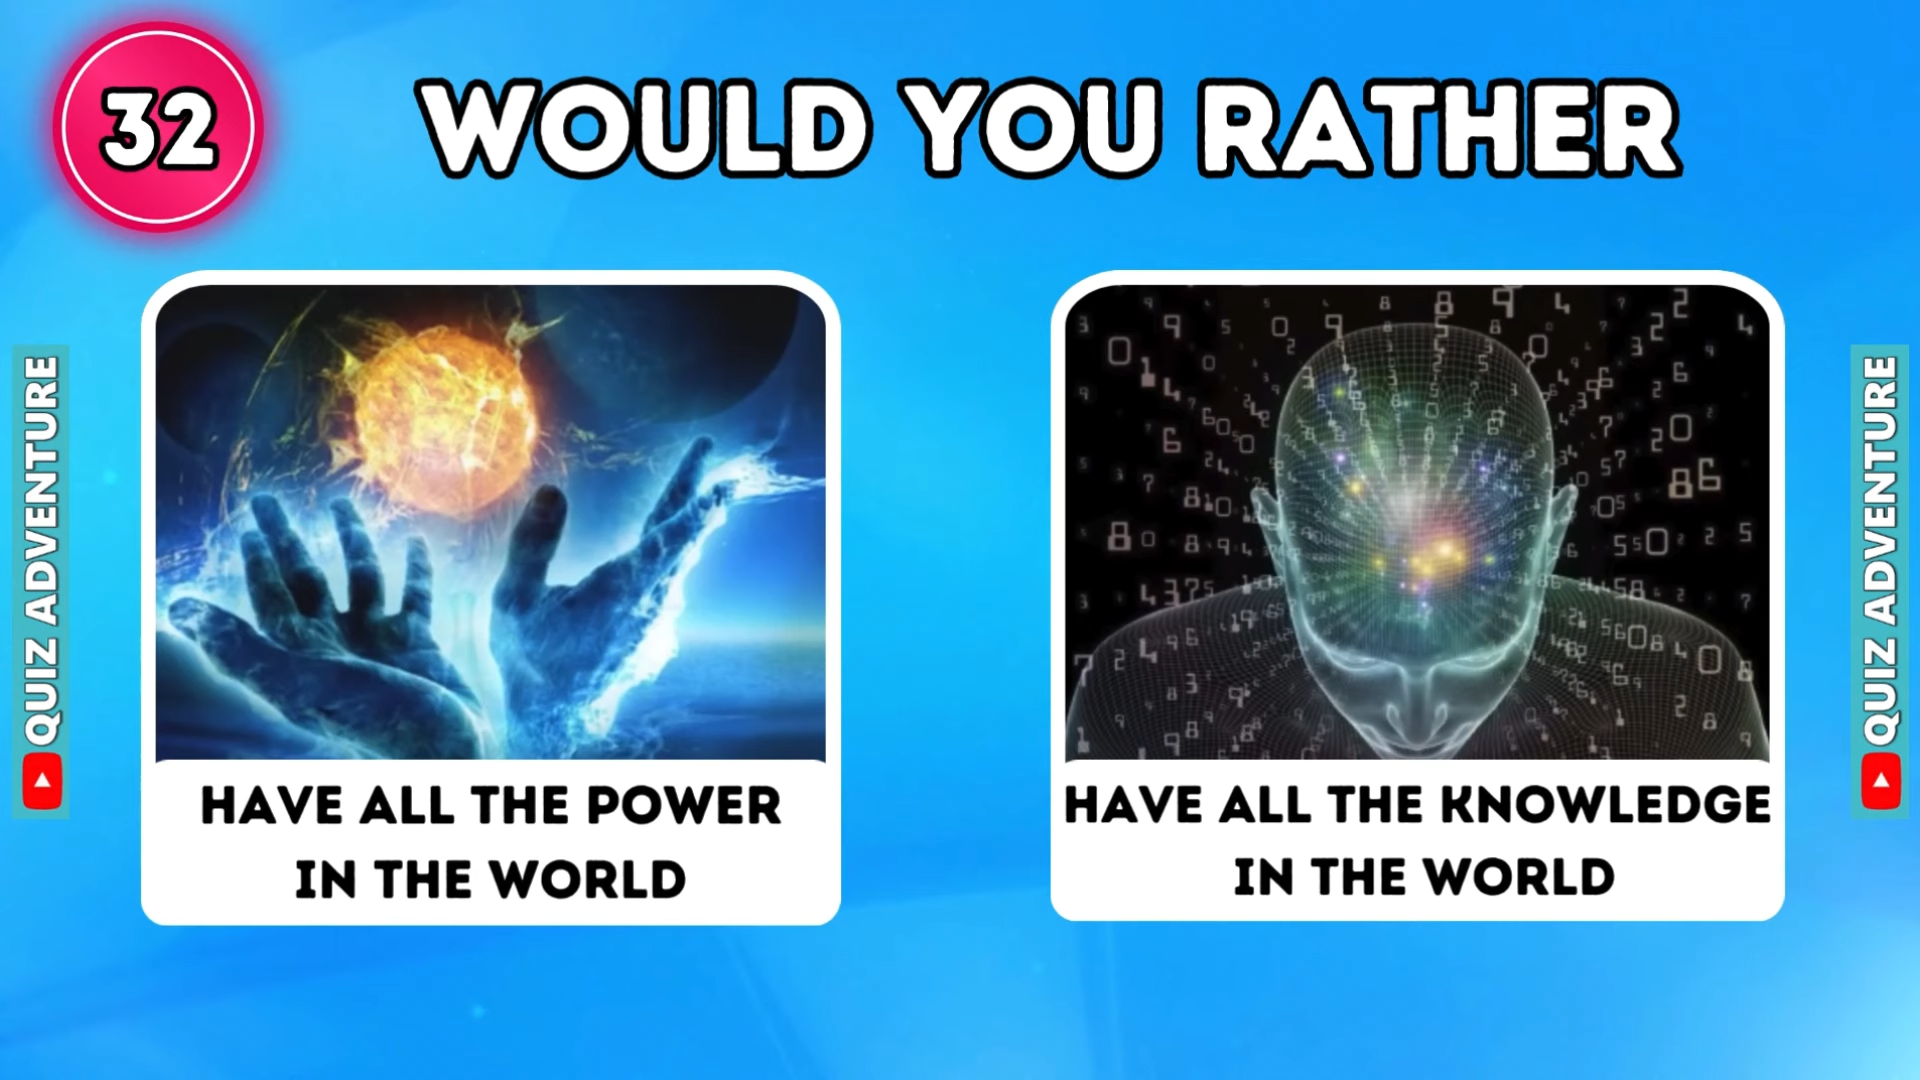 32
WOULD YOU RATHER
QUIZ ADVENTURE
HAVE ALL THE POWER
IN THE WORLD
HAVE ALL THE KNOWLEDGE
IN THE WORLD
QUIZ ADVENTURE